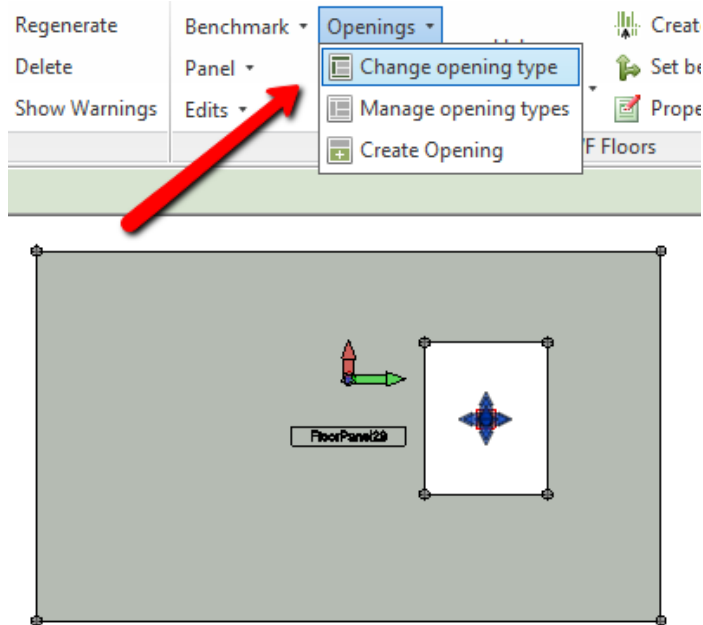 Regenerate
Benchmark
Openings
Create
Delete
Panel
Change opening type
Set be
Show Warnings
Edits
Manage opening types
Prope
Create Opening
F Floors
FloorPanel29